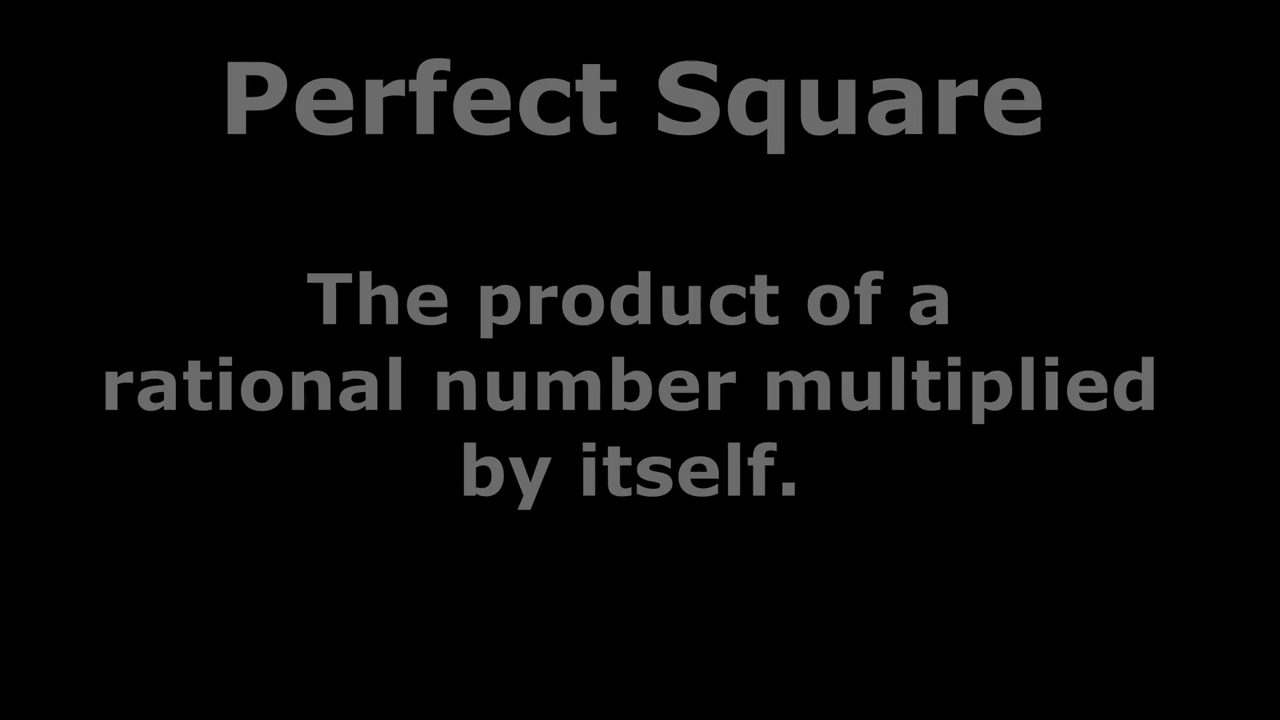 Perfect Square
The product of a
rational number multiplied
by itself.